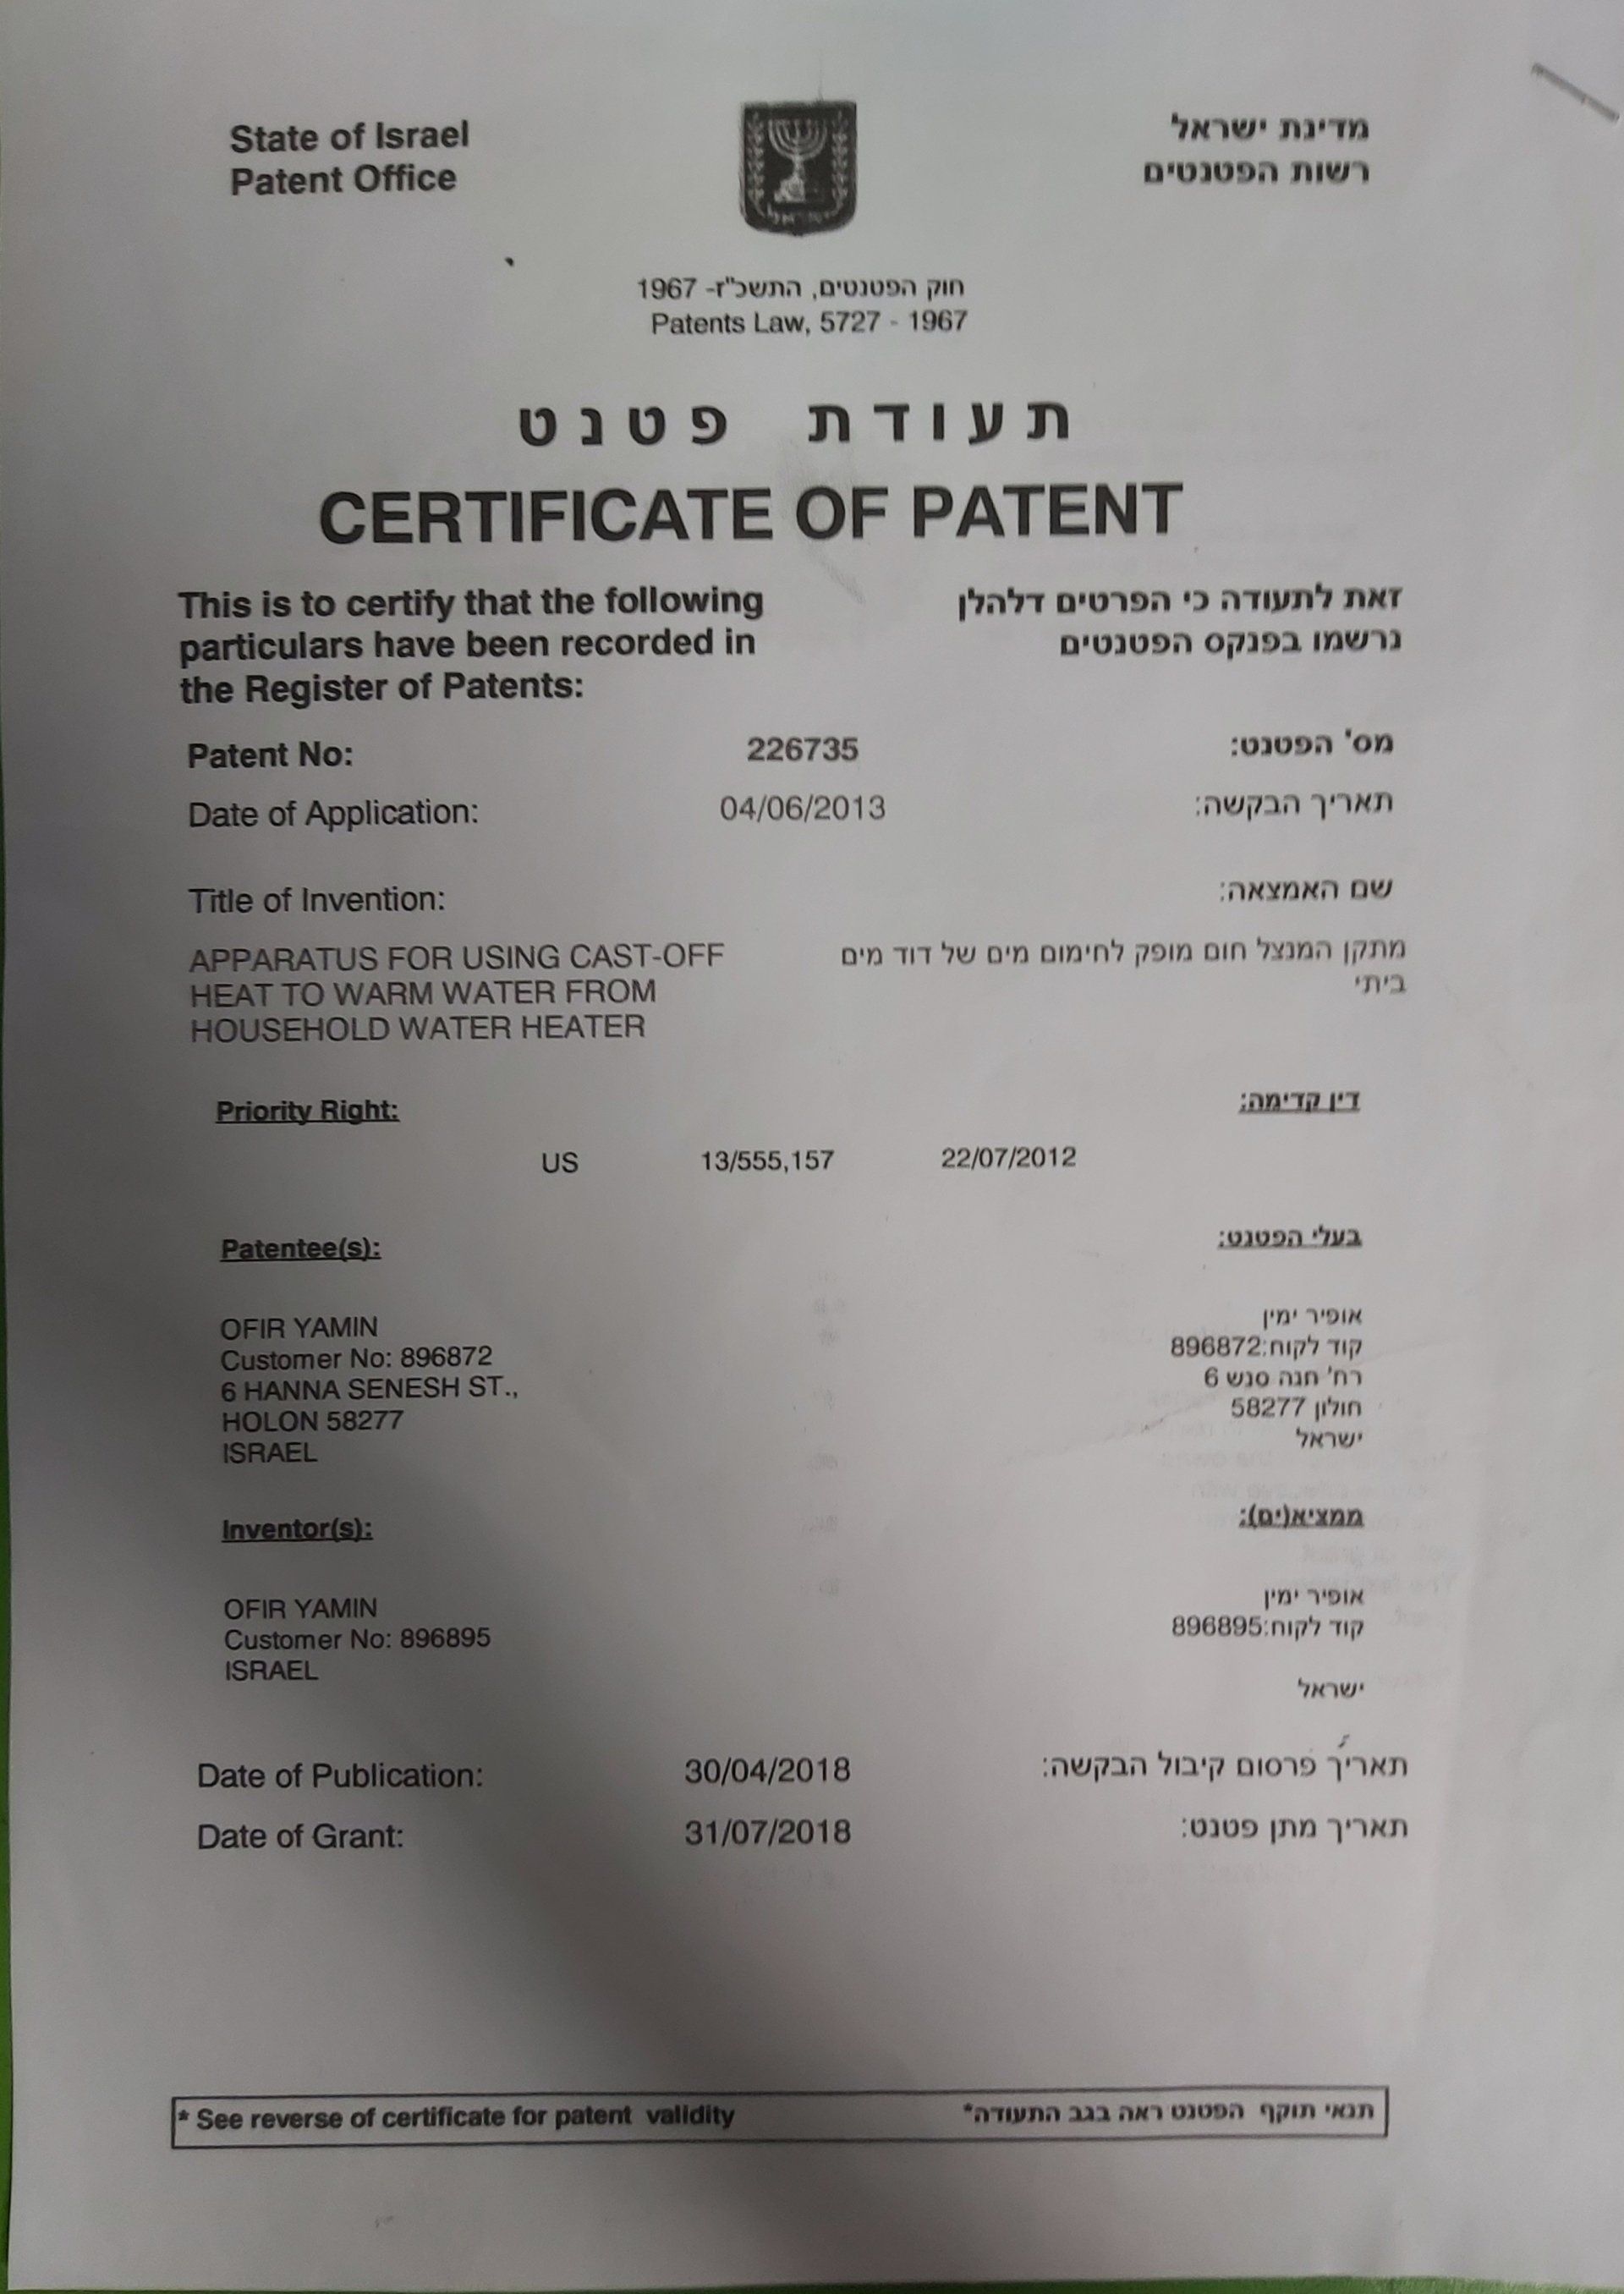 State of Israel
Patent Office
מדינת ישראל
רשות הפטנטים
חוק הפטנטים, התשכ"ז- 1967
Patents Law, 5727 - 1967
תעודת פטנט
CERTIFICATE OF PATENT
This is to certify that the following
particulars have been recorded in
the Register of Patents:
זאת לתעודה כי הפרטים דלהלן
נרשמו בפנקס הפטנטים
Patent No: 226735 מס' הפטנט:
Date of Application: 04/06/2013 תאריך הבקשה:
Title of Invention: שם האמצאה:
APPARATUS FOR USING CAST-OFF
HEAT TO WARM WATER FROM
HOUSEHOLD WATER HEATER
מתקן המנצל חום מופק לחימום מים של דוד מים
ביתי
Priority Right: דין קדימה:
US 13/555,157 22/07/2012
Patentee(s): בעלי הפטנט:
OFIR YAMIN
Customer No: 896872
6 HANNA SENESH ST.,
HOLON 58277
ISRAEL
אופיר ימין
קוד לקוח:896872
רח' חנה סנש 6
חולון 58277
ישראל
Inventor(s): ממציא(ים):
OFIR YAMIN
Customer No: 896895
ISRAEL
אופיר ימין
קוד לקוח:896895
ישראל
Date of Publication: 30/04/2018 תאריך פרסום קיבול הבקשה:
Date of Grant: 31/07/2018 תאריך מתן פטנט:
* See reverse of certificate for patent validity
תנאי תוקף הפטנט ראה בגב התעודה*